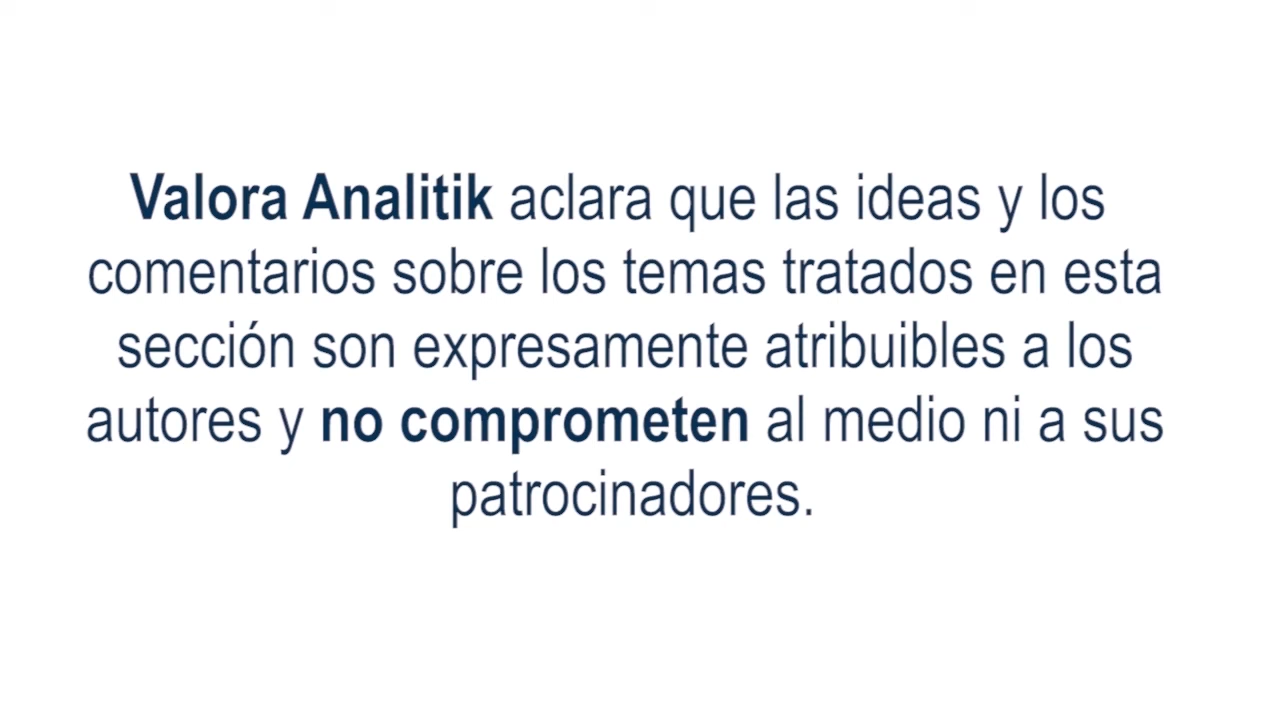 Valora Analitik aclara que las ideas y los
comentarios sobre los temas tratados en esta
sección son expresamente atribuibles a los
autores y no comprometen al medio ni a sus
patrocinadores.